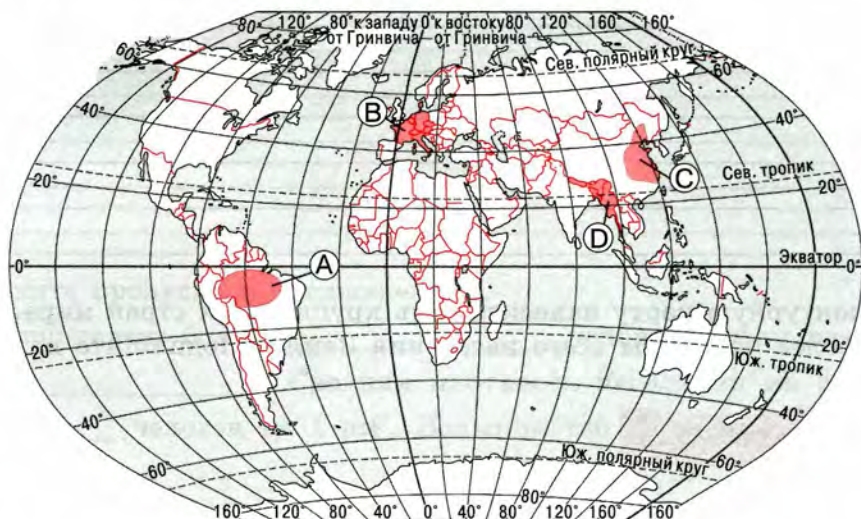 160° 120° 80° к западу 0° к востоку 80° 120° 160°
от Гринвича от Гринвича
Сев. полярный круг
60° 60°
40° 40°
B
Сев. тропик
C
20° 20°
D
Экватор
A
0° 0°
20° 20°
Юж. тропик
40° 40°
Юж. полярный круг
60° 60°
80° 80°
160° 120° 80° 40° 0° 40° 80° 120° 160°